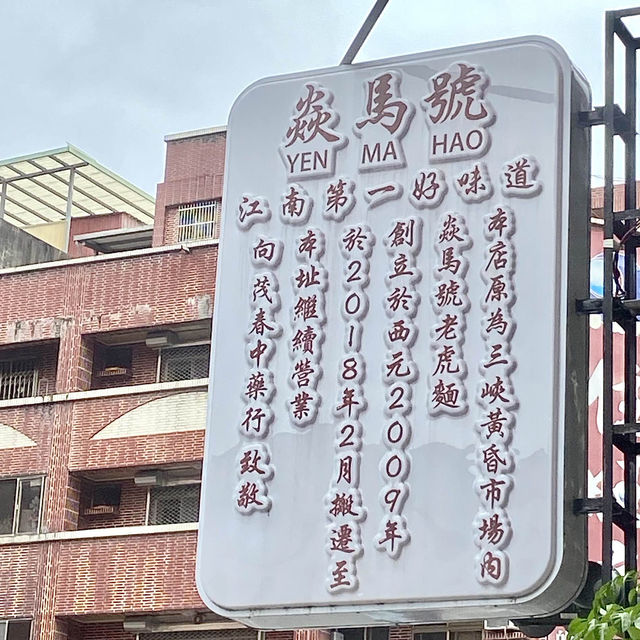 焱馬號
YEN MA HAO
江南第一好味道
本店原為三峽黃昏市場內
焱馬號老虎麵
創立於西元2009年
於2018年2月搬遷至
本址繼續營業
向茂春中藥行致敬